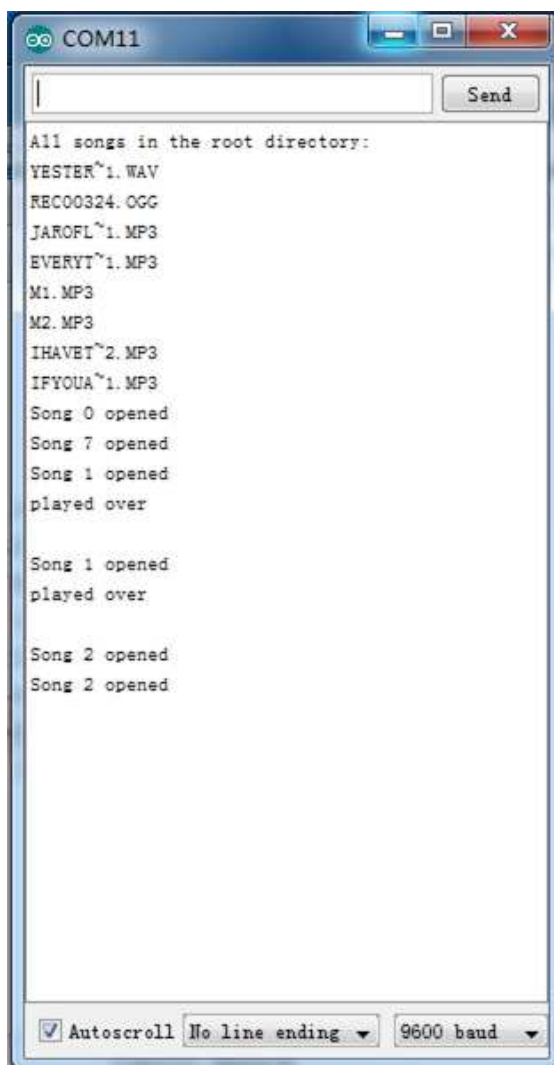 COM11
Send
All songs in the root directory:
YESTER~1.WAV
REC00324.OGG
JAROFL~1.MP3
EVERYT~1.MP3
M1.MP3
M2.MP3
IHAVET~2.MP3
IFYOUA~1.MP3
Song 0 opened
Song 7 opened
Song 1 opened
played over
Song 1 opened
played over
Song 2 opened
Song 2 opened
Autoscroll No line ending 9600 baud